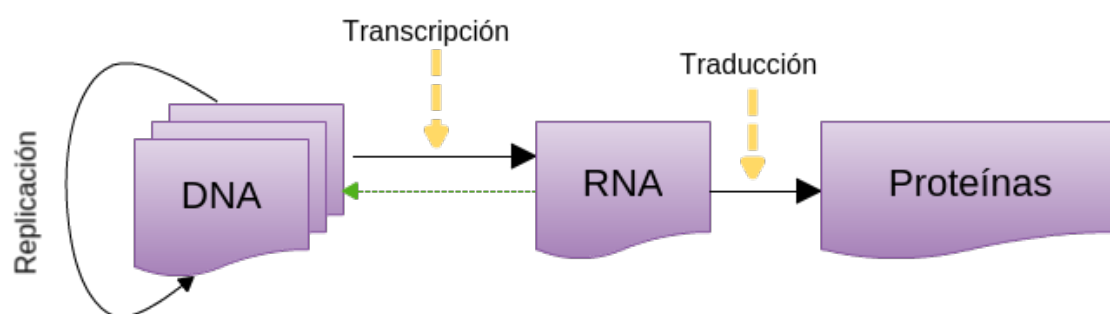 Transcripción
Traducción
Replicación
DNA
RNA
Proteínas